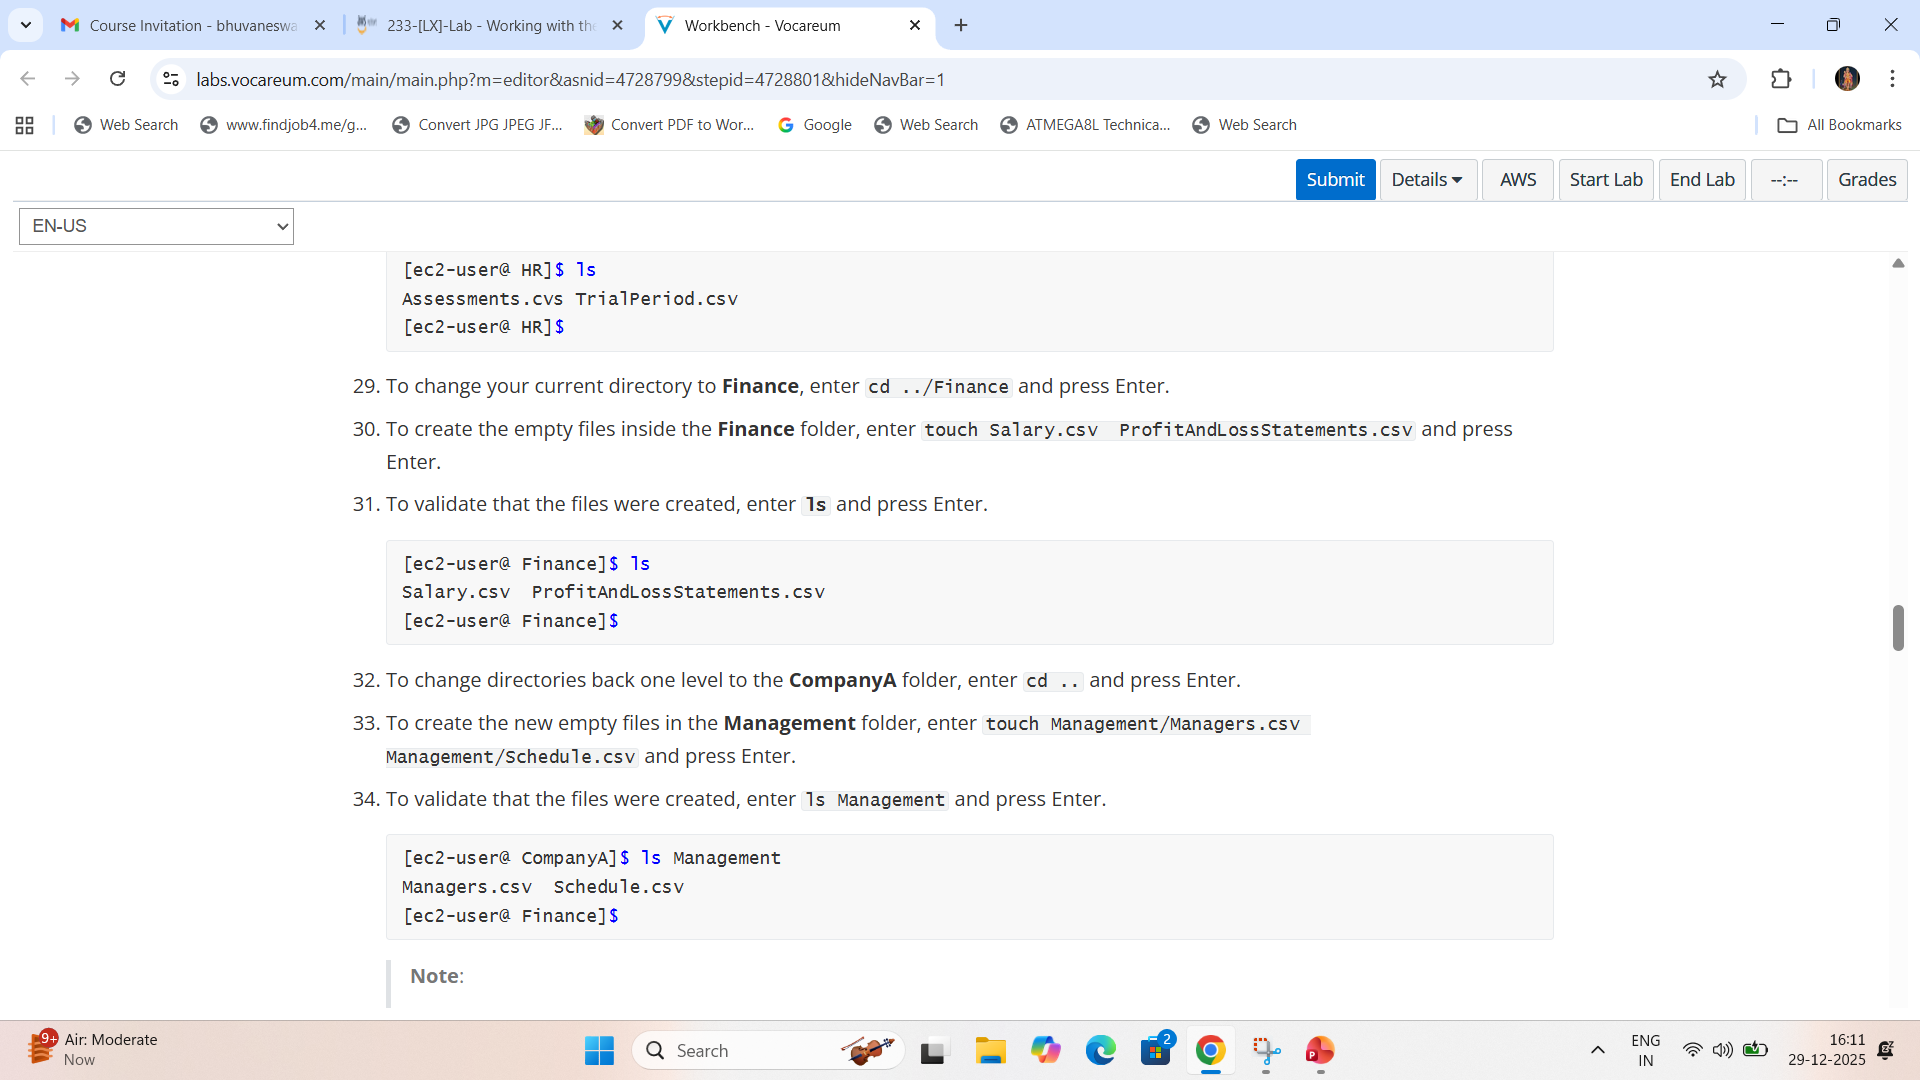 Course Invitation - bhuvaneswa
233-[LX]-Lab - Working with the
Workbench - Vocareum
labs.vocareum.com/main/main.php?m=editor&asnid=4728799&stepid=4728801&hideNavBar=1
Web Search
www.findjob4.me/g...
Convert JPG JPEG JF...
Convert PDF to Wor...
Google
Web Search
ATMEGA8L Technica...
Web Search
All Bookmarks
Submit Details AWS Start Lab End Lab --:-- Grades
EN-US
[ec2-user@ HR]$ ls
Assessments.cvs TrialPeriod.csv
[ec2-user@ HR]$
29. To change your current directory to Finance, enter cd ../Finance and press Enter.
30. To create the empty files inside the Finance folder, enter touch Salary.csv  ProfitAndLossStatements.csv and press
Enter.
31. To validate that the files were created, enter ls and press Enter.
[ec2-user@ Finance]$ ls
Salary.csv  ProfitAndLossStatements.csv
[ec2-user@ Finance]$
32. To change directories back one level to the CompanyA folder, enter cd .. and press Enter.
33. To create the new empty files in the Management folder, enter touch Management/Managers.csv
Management/Schedule.csv and press Enter.
34. To validate that the files were created, enter ls Management and press Enter.
[ec2-user@ CompanyA]$ ls Management
Managers.csv  Schedule.csv
[ec2-user@ Finance]$
Note:
9+
Air: Moderate
Now
Search
2
ENG
IN
16:11
29-12-2025